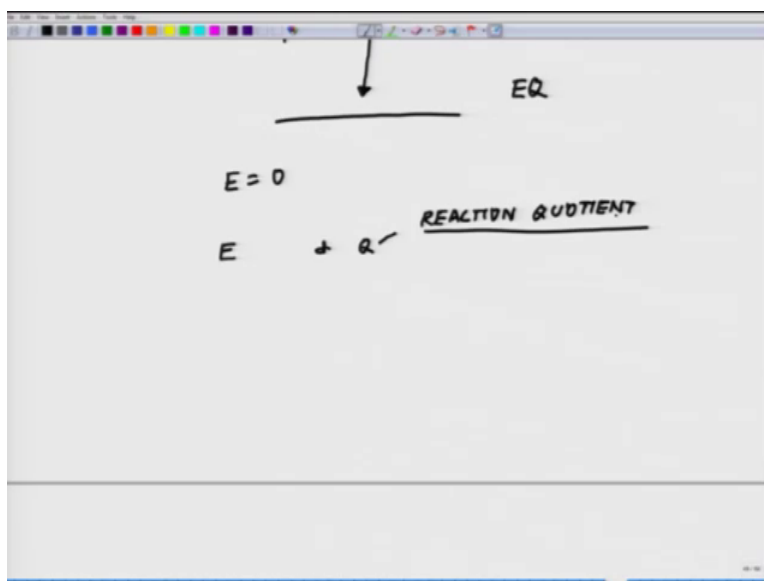 EQ
E = 0
REACTION QUOTIENT
E & Q